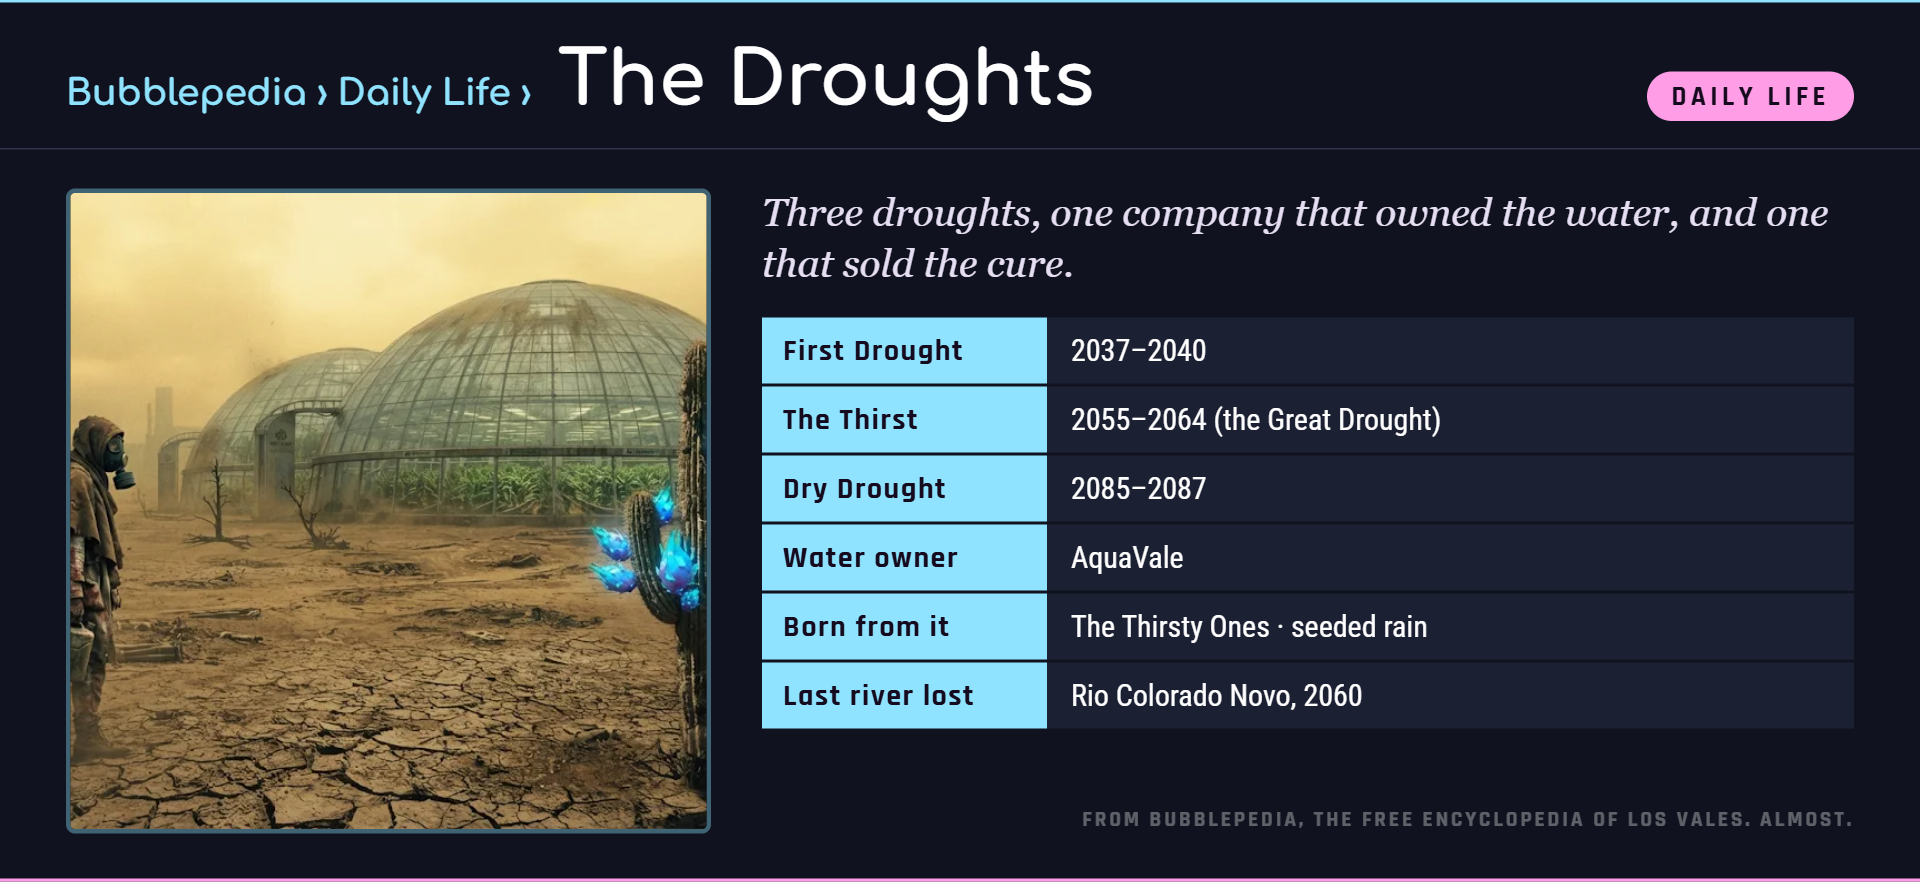 Bubblepedia › Daily Life › The Droughts
DAILY LIFE
Three droughts, one company that owned the water, and one
that sold the cure.
First Drought 2037–2040
The Thirst 2055–2064 (the Great Drought)
Dry Drought 2085–2087
Water owner AquaVale
Born from it The Thirsty Ones · seeded rain
Last river lost Rio Colorado Novo, 2060
FROM BUBBLEPEDIA, THE FREE ENCYCLOPEDIA OF LOS VALES. ALMOST.